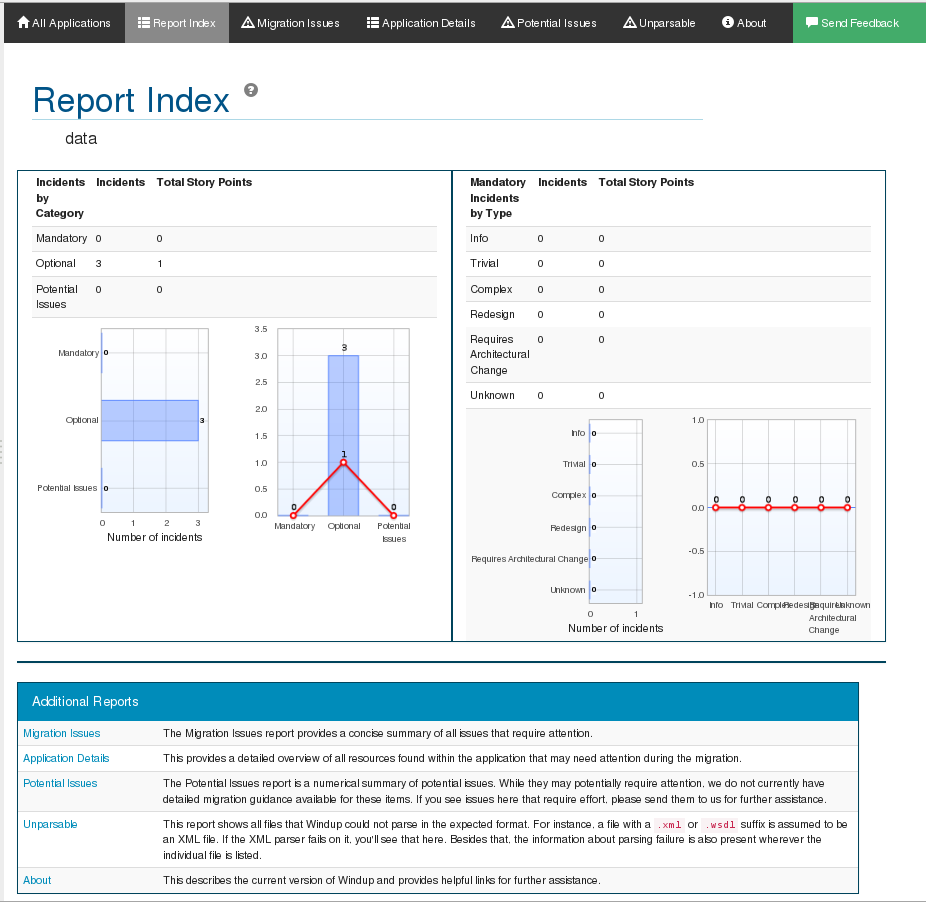 All Applications Report Index Migration Issues Application Details Potential Issues Unparsable About Send Feedback
Report Index
data
Incidents by Category Incidents Total Story Points
Mandatory 0 0
Optional 3 1
Potential Issues 0 0
Mandatory 0
Optional 3
Potential Issues 0
0 1 2 3
Number of incidents
3.5
3.0
2.5
2.0
1.5
1.0
0.5
0.0
3
1
0 0
Mandatory Optional Potential
Issues
Mandatory Incidents by Type Incidents Total Story Points
Info 0 0
Trivial 0 0
Complex 0 0
Redesign 0 0
Requires Architectural Change 0 0
Unknown 0 0
Info 0
Trivial 0
Complex 0
Redesign 0
Requires Architectural Change 0
Unknown 0
0 1
Number of incidents
1.0
0.5
0.0
-0.5
-1.0
0 0 0 0 0 0
Info Trivial Complex Redesign Requires Unknown
Architectural
Change
Additional Reports
Migration Issues The Migration Issues report provides a concise summary of all issues that require attention.
Application Details This provides a detailed overview of all resources found within the application that may need attention during the migration.
Potential Issues The Potential Issues report is a numerical summary of potential issues. While they may potentially require attention, we do not currently have
detailed migration guidance available for these items. If you see issues here that require effort, please send them to us for further assistance.
Unparsable This report shows all files that Windup could not parse in the expected format. For instance, a file with a .xml or .wsdl suffix is assumed to be
an XML file. If the XML parser fails on it, you'll see that here. Besides that, the information about parsing failure is also present wherever the
individual file is listed.
About This describes the current version of Windup and provides helpful links for further assistance.